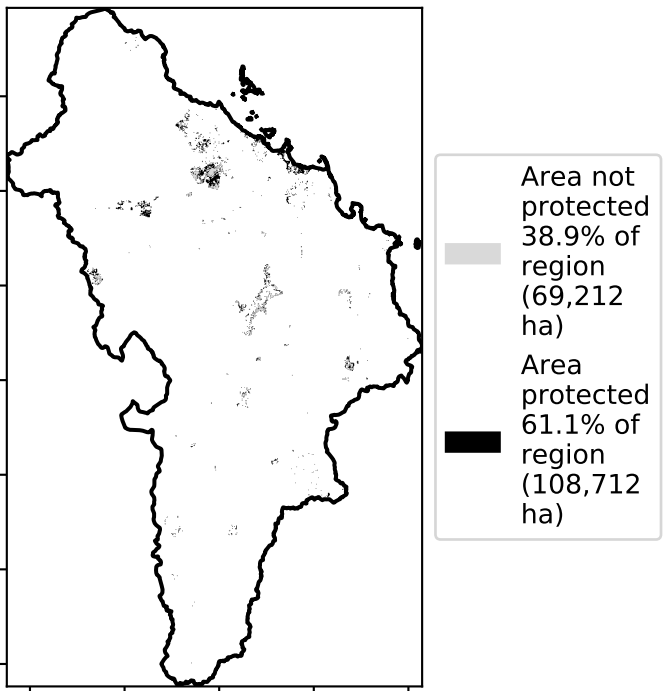 Area not
protected
38.9% of
region
(69,212
ha)
Area
protected
61.1% of
region
(108,712
ha)